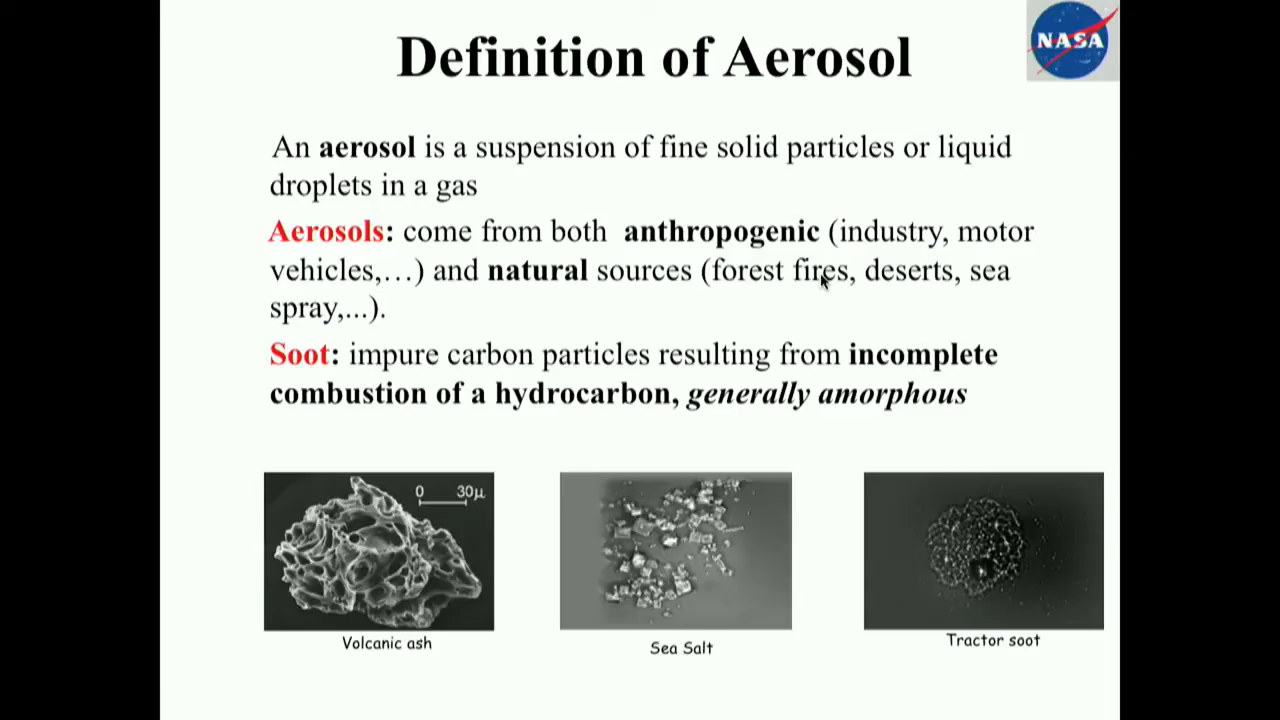 Definition of Aerosol
NASA
An aerosol is a suspension of fine solid particles or liquid
droplets in a gas
Aerosols: come from both anthropogenic (industry, motor
vehicles,…) and natural sources (forest fires, deserts, sea
spray,...).
Soot: impure carbon particles resulting from incomplete
combustion of a hydrocarbon, generally amorphous
0 30μ
Volcanic ash
Sea Salt
Tractor soot